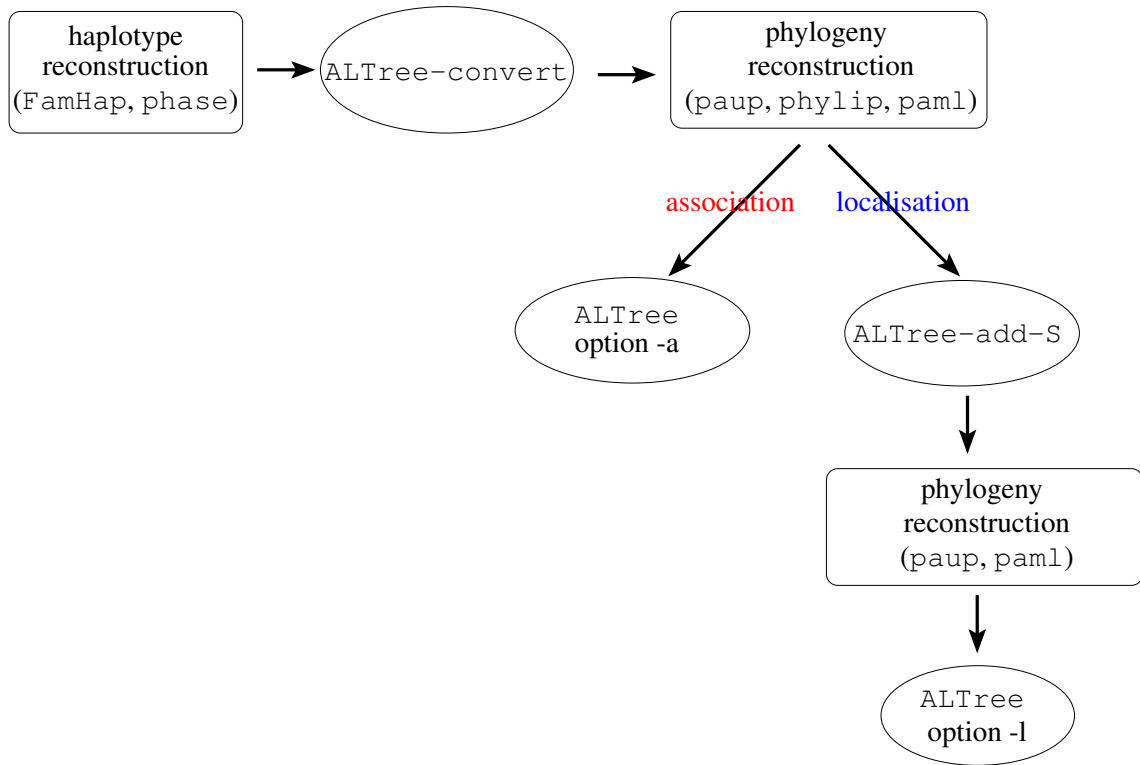 haplotype
reconstruction
(FamHap, phase)
ALTree-convert
phylogeny
reconstruction
(paup, phylip, paml)
association
localisation
ALTree
option -a
ALTree-add-S
phylogeny
reconstruction
(paup, paml)
ALTree
option -l